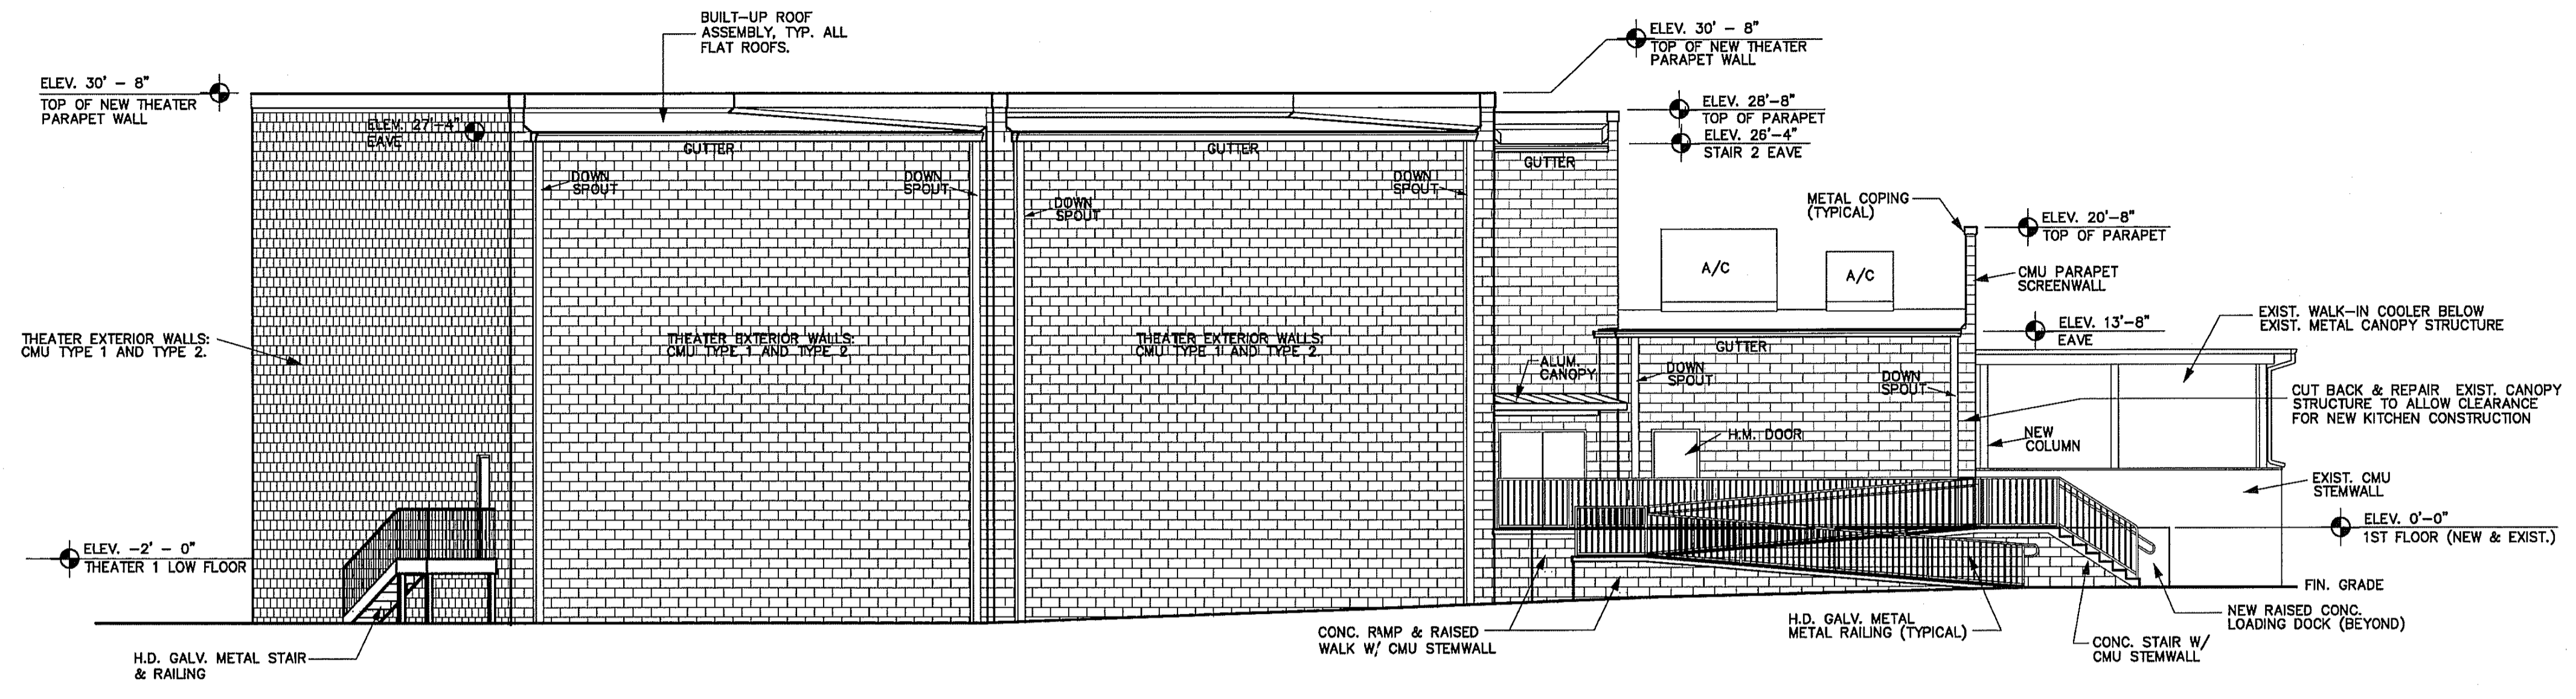 BUILT-UP ROOF
ASSEMBLY, TYP. ALL
FLAT ROOFS.
ELEV. 30' - 8"
TOP OF NEW THEATER
PARAPET WALL
ELEV. 30' - 8"
TOP OF NEW THEATER
PARAPET WALL
ELEV. 27'-4"
EAVE
ELEV. 28'-8"
TOP OF PARAPET
ELEV. 26'-4"
STAIR 2 EAVE
GUTTER
GUTTER
GUTTER
DOWN
SPOUT
DOWN
SPOUT
DOWN
SPOUT
DOWN
SPOUT
METAL COPING
(TYPICAL)
ELEV. 20'-8"
TOP OF PARAPET
A/C
A/C
CMU PARAPET
SCREENWALL
THEATER EXTERIOR WALLS:
CMU TYPE 1 AND TYPE 2.
THEATER EXTERIOR WALLS:
CMU TYPE 1 AND TYPE 2.
THEATER EXTERIOR WALLS:
CMU TYPE 1 AND TYPE 2
ELEV. 13'-8"
EAVE
EXIST. WALK-IN COOLER BELOW
EXIST. METAL CANOPY STRUCTURE
GUTTER
ALUM.
CANOPY
DOWN
SPOUT
DOWN
SPOUT
CUT BACK & REPAIR EXIST. CANOPY
STRUCTURE TO ALLOW CLEARANCE
FOR NEW KITCHEN CONSTRUCTION
H.M. DOOR
NEW
COLUMN
EXIST. CMU
STEMWALL
ELEV. 0'-0"
1ST FLOOR (NEW & EXIST.)
ELEV. -2' - 0"
THEATER 1 LOW FLOOR
FIN. GRADE
NEW RAISED CONC.
LOADING DOCK (BEYOND)
H.D. GALV. METAL
METAL RAILING (TYPICAL)
CONC. RAMP & RAISED
WALK W/ CMU STEMWALL
CONC. STAIR W/
CMU STEMWALL
H.D. GALV. METAL STAIR
& RAILING